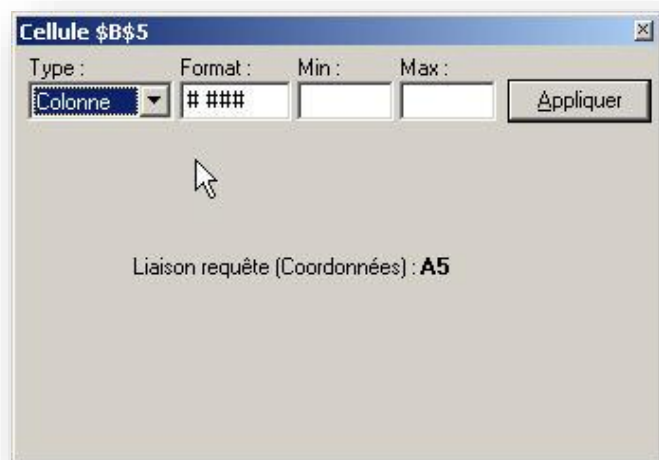 Cellule $B$5
Type : Format : Min : Max :
Colonne # ### Appliquer
Liaison requête (Coordonnées) : A5